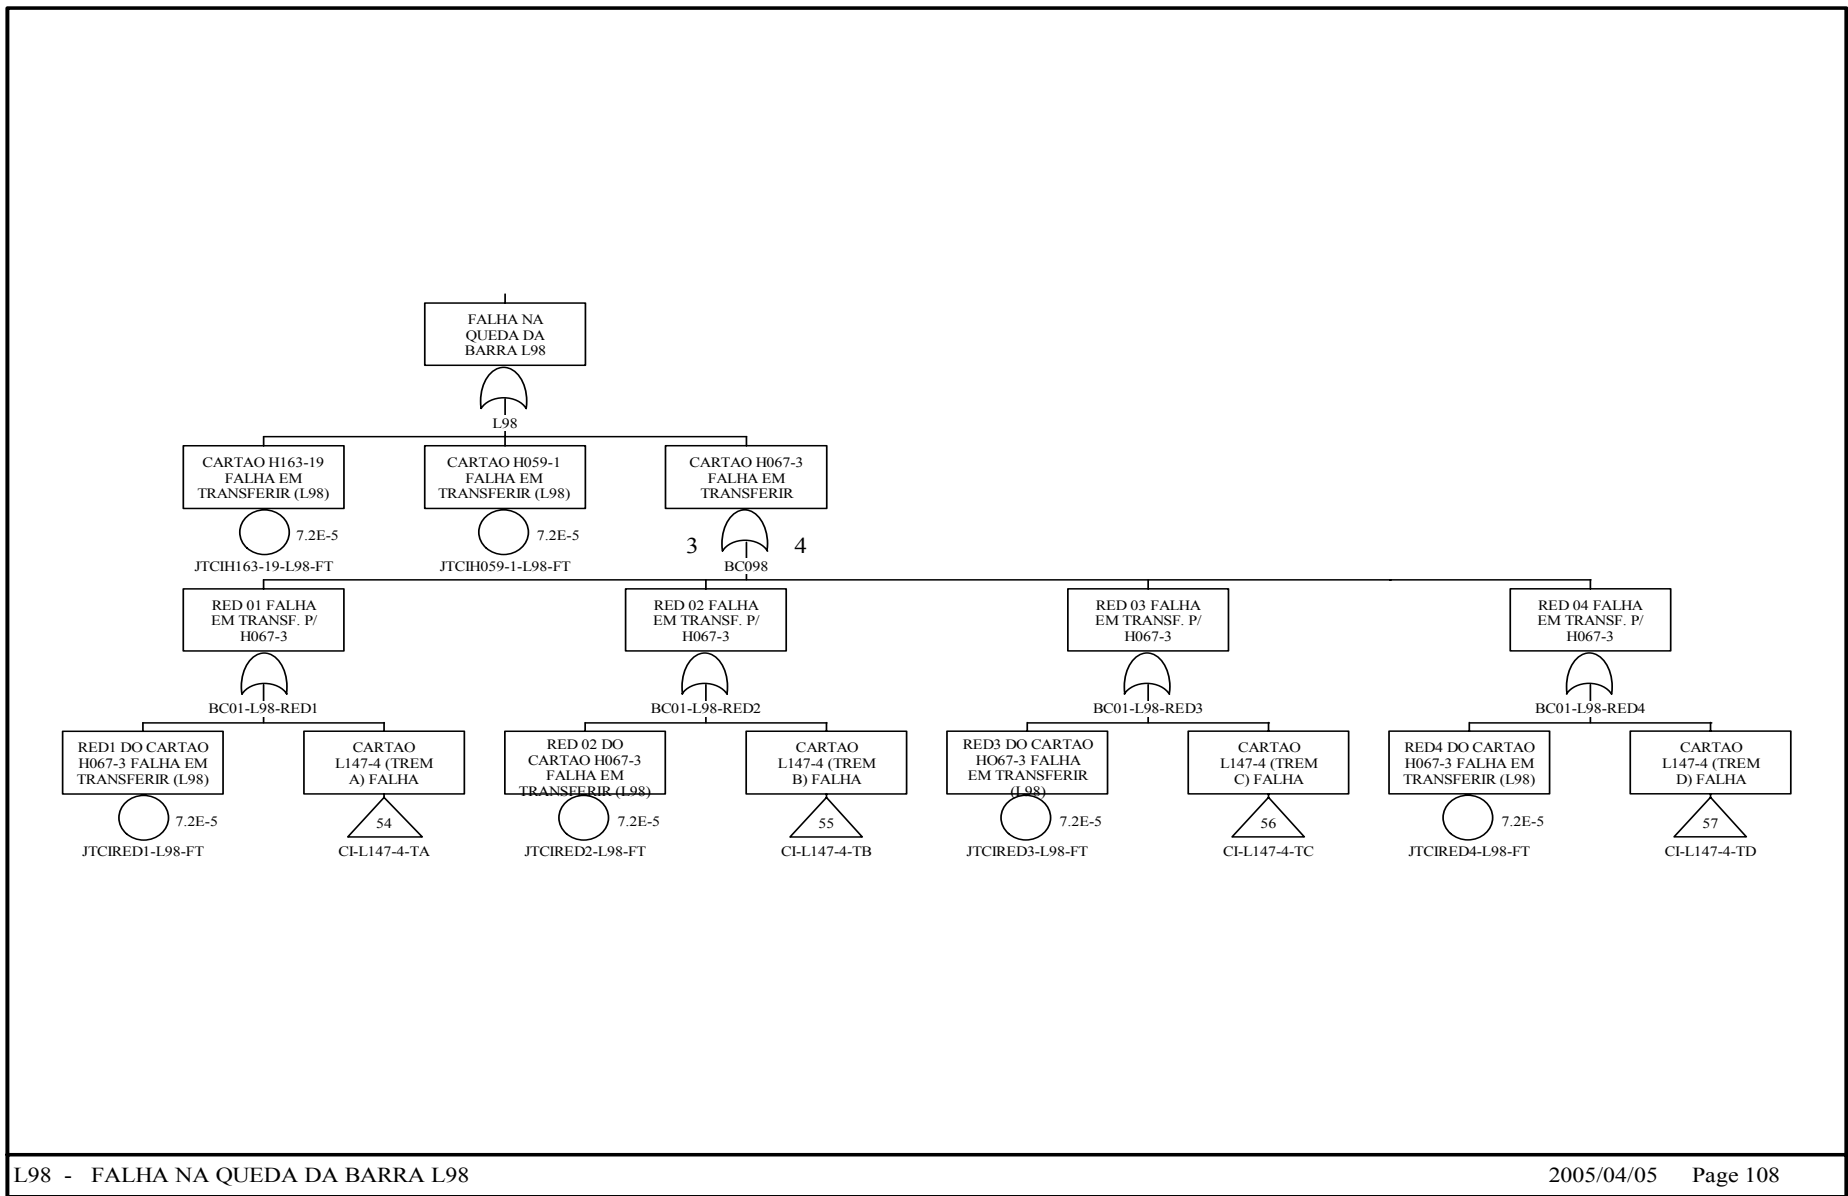 FALHA NA
QUEDA DA
BARRA L98
L98
CARTAO H163-19
FALHA EM
TRANSFERIR (L98)
7.2E-5
JTCIH163-19-L98-FT
CARTAO H059-1
FALHA EM
TRANSFERIR (L98)
7.2E-5
JTCIH059-1-L98-FT
CARTAO H067-3
FALHA EM
TRANSFERIR
3
4
BC098
RED 01 FALHA
EM TRANSF. P/
H067-3
BC01-L98-RED1
RED 02 FALHA
EM TRANSF. P/
H067-3
BC01-L98-RED2
RED 03 FALHA
EM TRANSF. P/
H067-3
BC01-L98-RED3
RED 04 FALHA
EM TRANSF. P/
H067-3
BC01-L98-RED4
RED1 DO CARTAO
H067-3 FALHA EM
TRANSFERIR (L98)
7.2E-5
JTCIRED1-L98-FT
CARTAO
L147-4 (TREM
A) FALHA
54
CI-L147-4-TA
RED 02 DO
CARTAO H067-3
FALHA EM
TRANSFERIR (L98)
7.2E-5
JTCIRED2-L98-FT
CARTAO
L147-4 (TREM
B) FALHA
55
CI-L147-4-TB
RED3 DO CARTAO
HO67-3 FALHA
EM TRANSFERIR
(L98)
7.2E-5
JTCIRED3-L98-FT
CARTAO
L147-4 (TREM
C) FALHA
56
CI-L147-4-TC
RED4 DO CARTAO
H067-3 FALHA EM
TRANSFERIR (L98)
7.2E-5
JTCIRED4-L98-FT
CARTAO
L147-4 (TREM
D) FALHA
57
CI-L147-4-TD
L98 - FALHA NA QUEDA DA BARRA L98
2005/04/05 Page 108